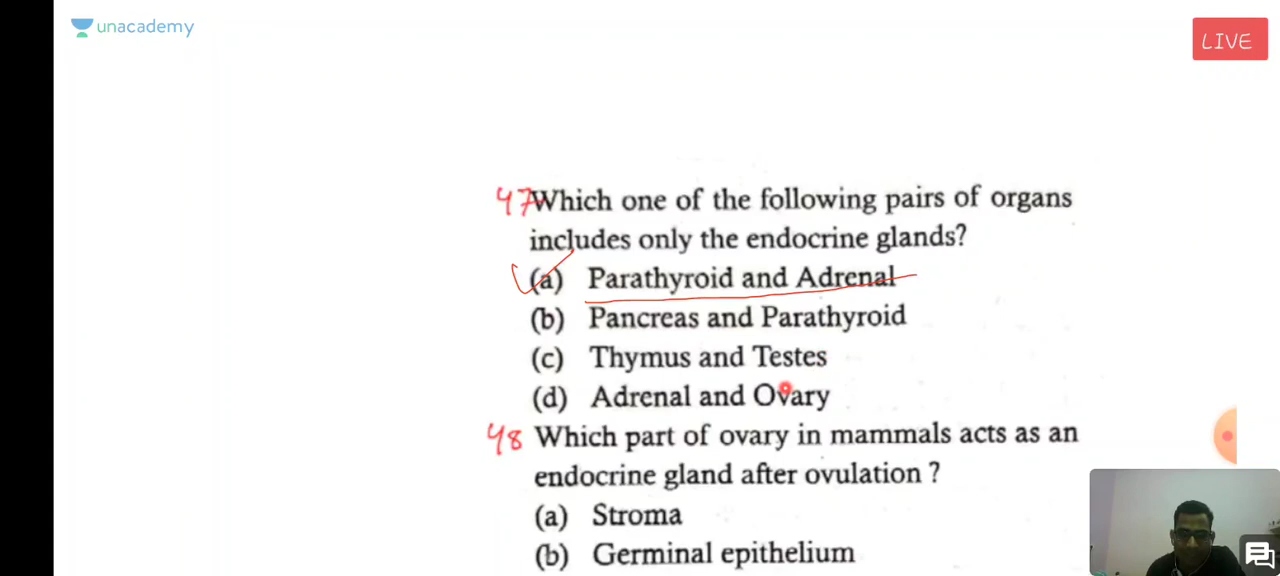 unacademy
LIVE
47 Which one of the following pairs of organs
includes only the endocrine glands?
(a) Parathyroid and Adrenal
(b) Pancreas and Parathyroid
(c) Thymus and Testes
(d) Adrenal and Ovary
48 Which part of ovary in mammals acts as an
endocrine gland after ovulation ?
(a) Stroma
(b) Germinal epithelium